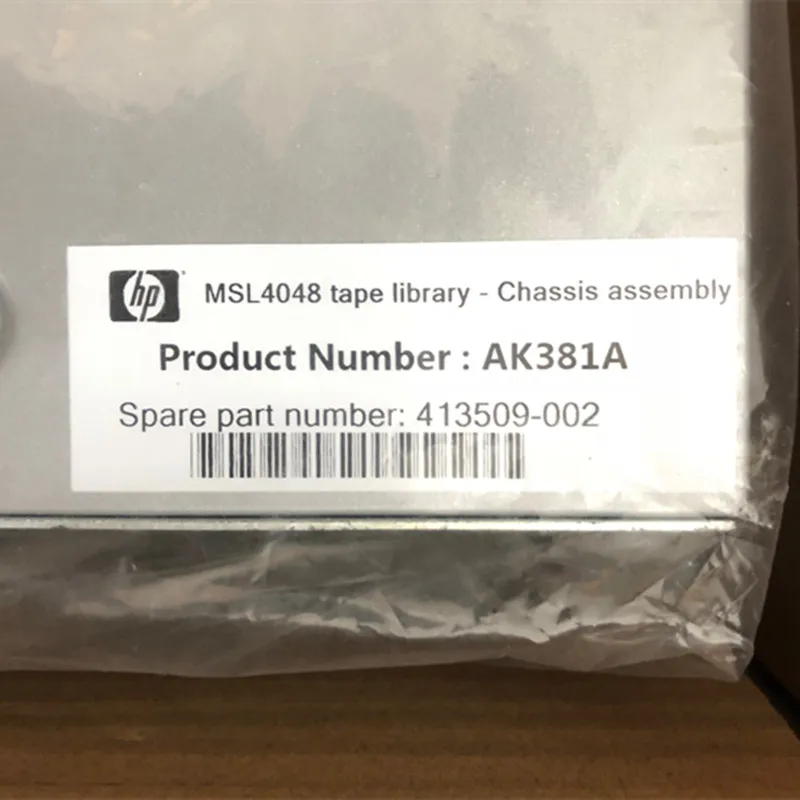 hp MSL4048 tape library - Chassis assembly
Product Number : AK381A
Spare part number: 413509-002